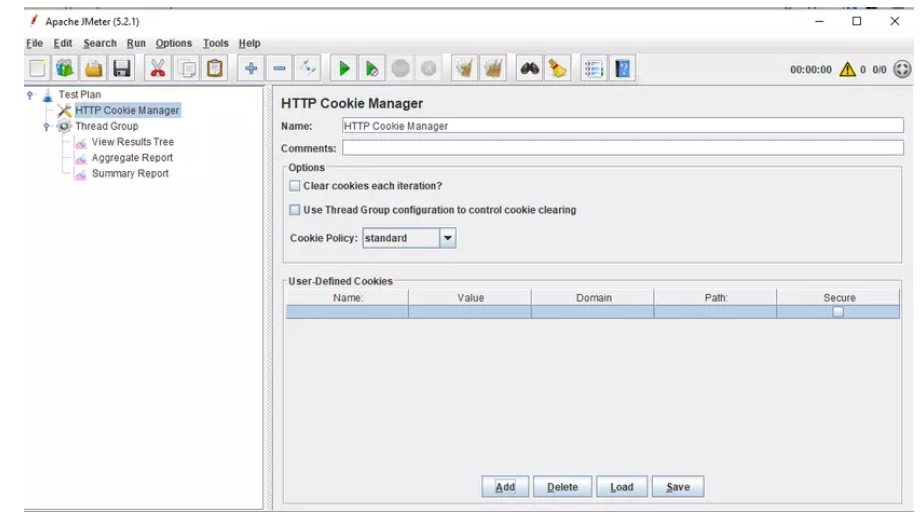 Apache JMeter (5.2.1)
File Edit Search Run Options Tools Help
00:00:00 0 0/0
Test Plan
HTTP Cookie Manager
Thread Group
View Results Tree
Aggregate Report
Summary Report
HTTP Cookie Manager
Name: HTTP Cookie Manager
Comments:
Options
Clear cookies each iteration?
Use Thread Group configuration to control cookie clearing
Cookie Policy: standard
User-Defined Cookies
Name: Value Domain Path: Secure
Add Delete Load Save